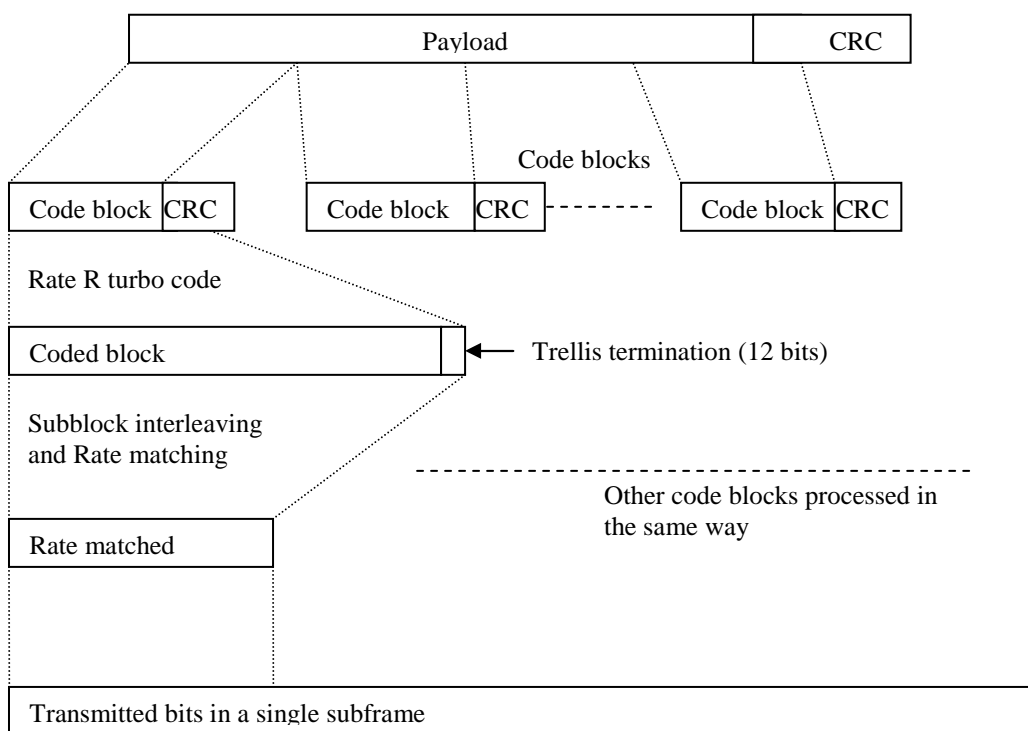 Payload CRC
Code blocks
Code block CRC Code block CRC Code block CRC
Rate R turbo code
Coded block
Trellis termination (12 bits)
Subblock interleaving
and Rate matching
Other code blocks processed in
the same way
Rate matched
Transmitted bits in a single subframe